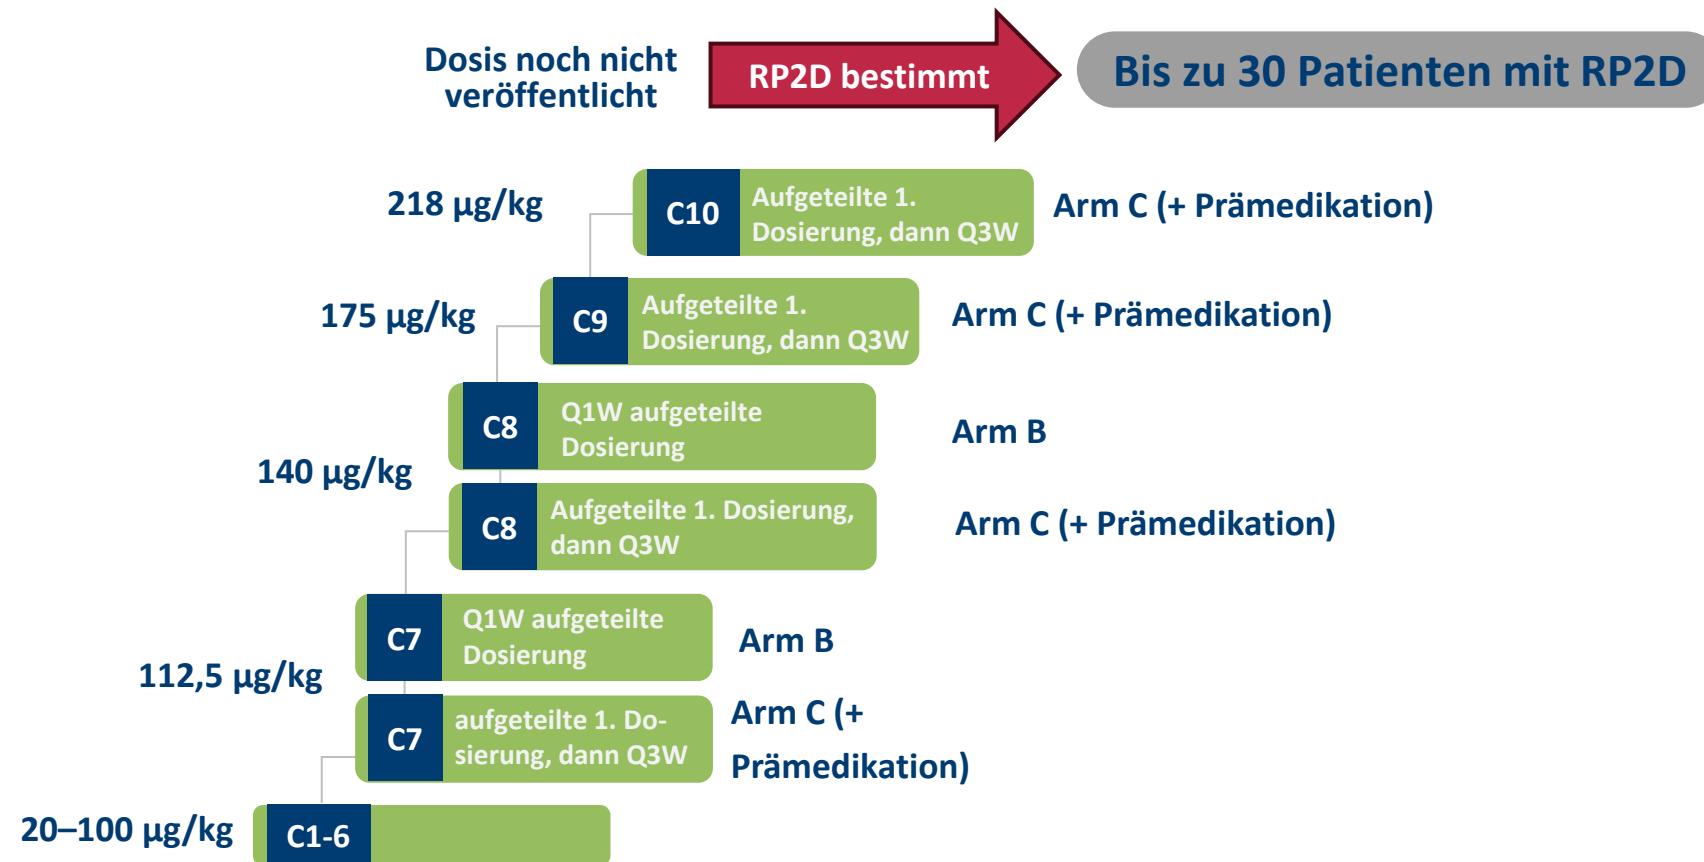 Dosis noch nicht
veröffentlicht
RP2D bestimmt
Bis zu 30 Patienten mit RP2D
218 µg/kg
C10
Aufgeteilte 1.
Dosierung, dann Q3W
Arm C (+ Prämedikation)
175 µg/kg
C9
Aufgeteilte 1.
Dosierung, dann Q3W
Arm C (+ Prämedikation)
140 µg/kg
C8
Q1W aufgeteilte
Dosierung
Arm B
C8
Aufgeteilte 1. Dosierung,
dann Q3W
Arm C (+ Prämedikation)
112,5 µg/kg
C7
Q1W aufgeteilte
Dosierung
Arm B
C7
aufgeteilte 1. Do-
sierung, dann Q3W
Arm C (+
Prämedikation)
20–100 µg/kg
C1-6